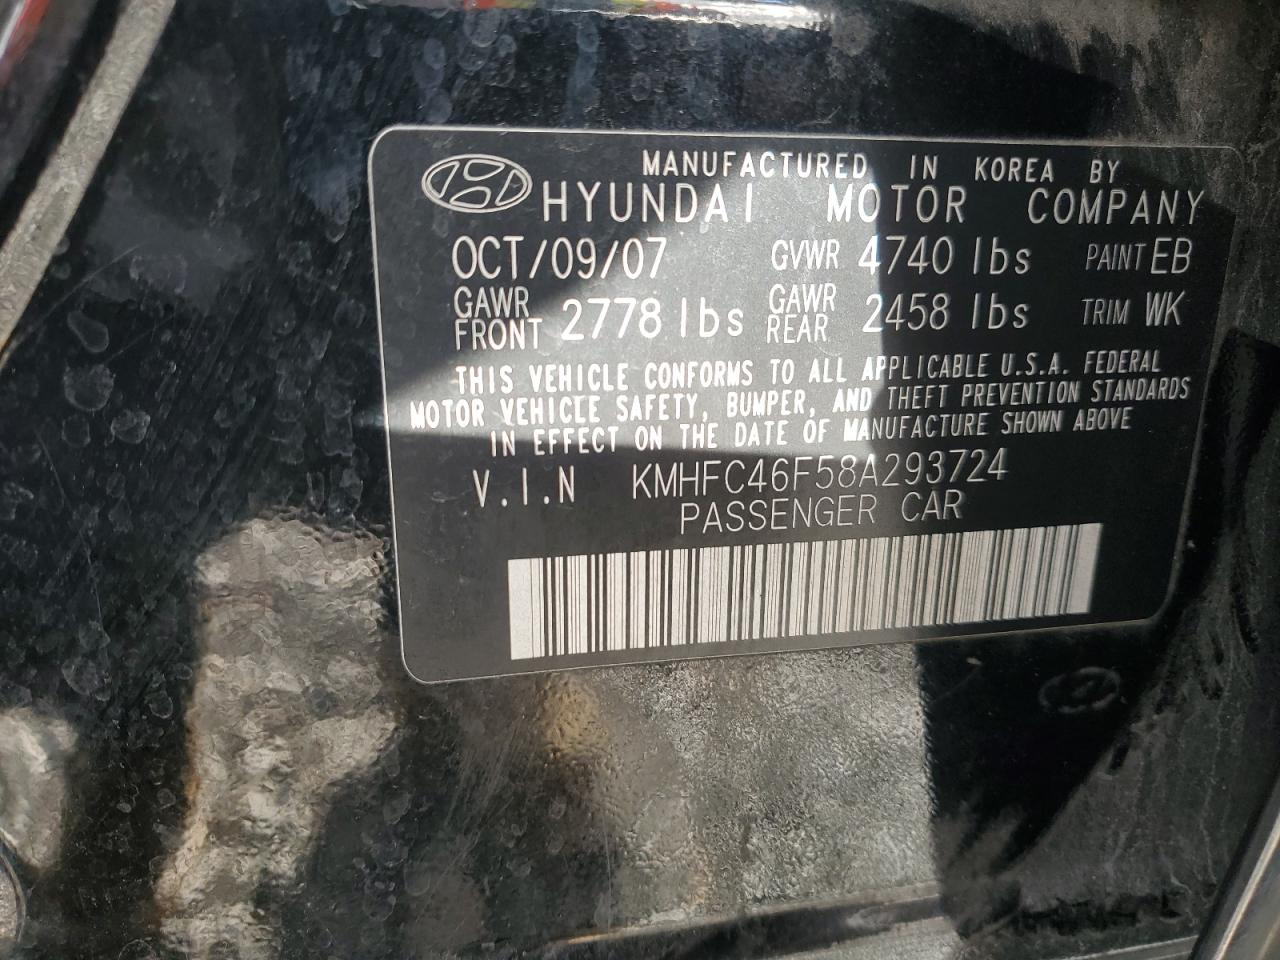 MANUFACTURED IN KOREA BY
HYUNDAI MOTOR COMPANY
OCT/09/07 GVWR 4740 lbs PAINT EB
GAWR FRONT 2778 lbs GAWR REAR 2458 lbs TRIM WK
THIS VEHICLE CONFORMS TO ALL APPLICABLE U.S.A. FEDERAL
MOTOR VEHICLE SAFETY, BUMPER, AND THEFT PREVENTION STANDARDS
IN EFFECT ON THE DATE OF MANUFACTURE SHOWN ABOVE
V.I.N KMHFC46F58A293724
PASSENGER CAR